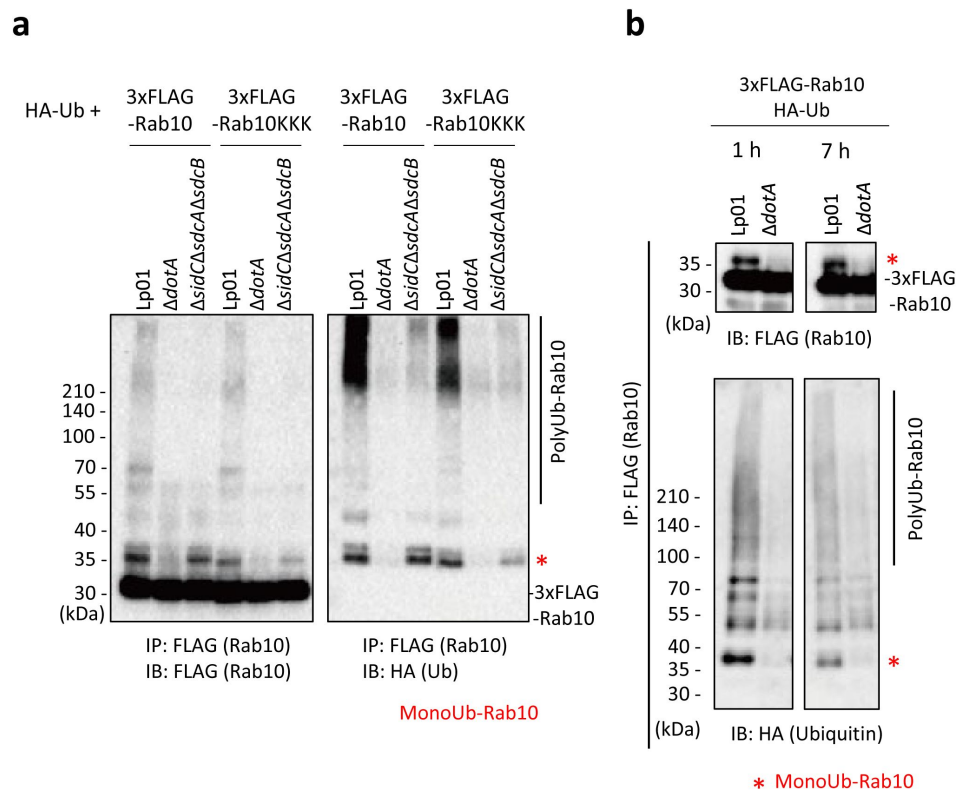 a
HA-Ub +
3xFLAG
-Rab10
3xFLAG
-Rab10KKK
3xFLAG
-Rab10
3xFLAG
-Rab10KKK
Lp01
ΔdotA
ΔsidCΔsdcAΔsdcB
Lp01
ΔdotA
ΔsidCΔsdcAΔsdcB
Lp01
ΔdotA
ΔsidCΔsdcAΔsdcB
Lp01
ΔdotA
ΔsidCΔsdcAΔsdcB
210 -
140 -
100 -
70 -
55 -
40 -
35 -
30 -
(kDa)
PolyUb-Rab10
*
-3xFLAG
-Rab10
IP: FLAG (Rab10)
IB: FLAG (Rab10)
IP: FLAG (Rab10)
IB: HA (Ub)
MonoUb-Rab10
b
3xFLAG-Rab10
HA-Ub
1 h
7 h
Lp01
ΔdotA
Lp01
ΔdotA
35 -
30 -
(kDa)
*
-3xFLAG
-Rab10
IB: FLAG (Rab10)
IP: FLAG (Rab10)
210 -
140 -
100 -
70 -
55 -
40 -
35 -
30 -
(kDa)
PolyUb-Rab10
*
IB: HA (Ubiquitin)
* MonoUb-Rab10